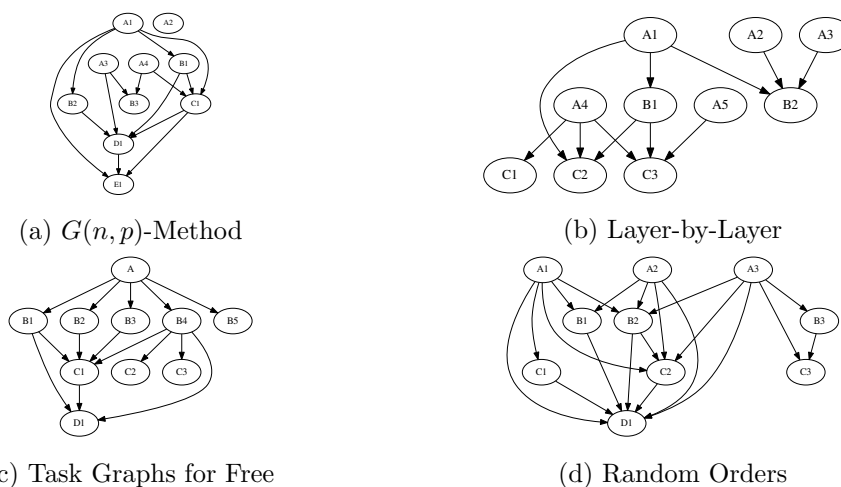 A1 A2
A3 A4 B1
B2 B3 C1
D1
E1
(a) G(n, p)-Method
A1 A2 A3
A4 B1 A5 B2
C1 C2 C3
(b) Layer-by-Layer
A
B1 B2 B3 B4 B5
C1 C2 C3
D1
c) Task Graphs for Free
A1 A2 A3
B1 B2 B3
C1 C2 C3
D1
(d) Random Orders